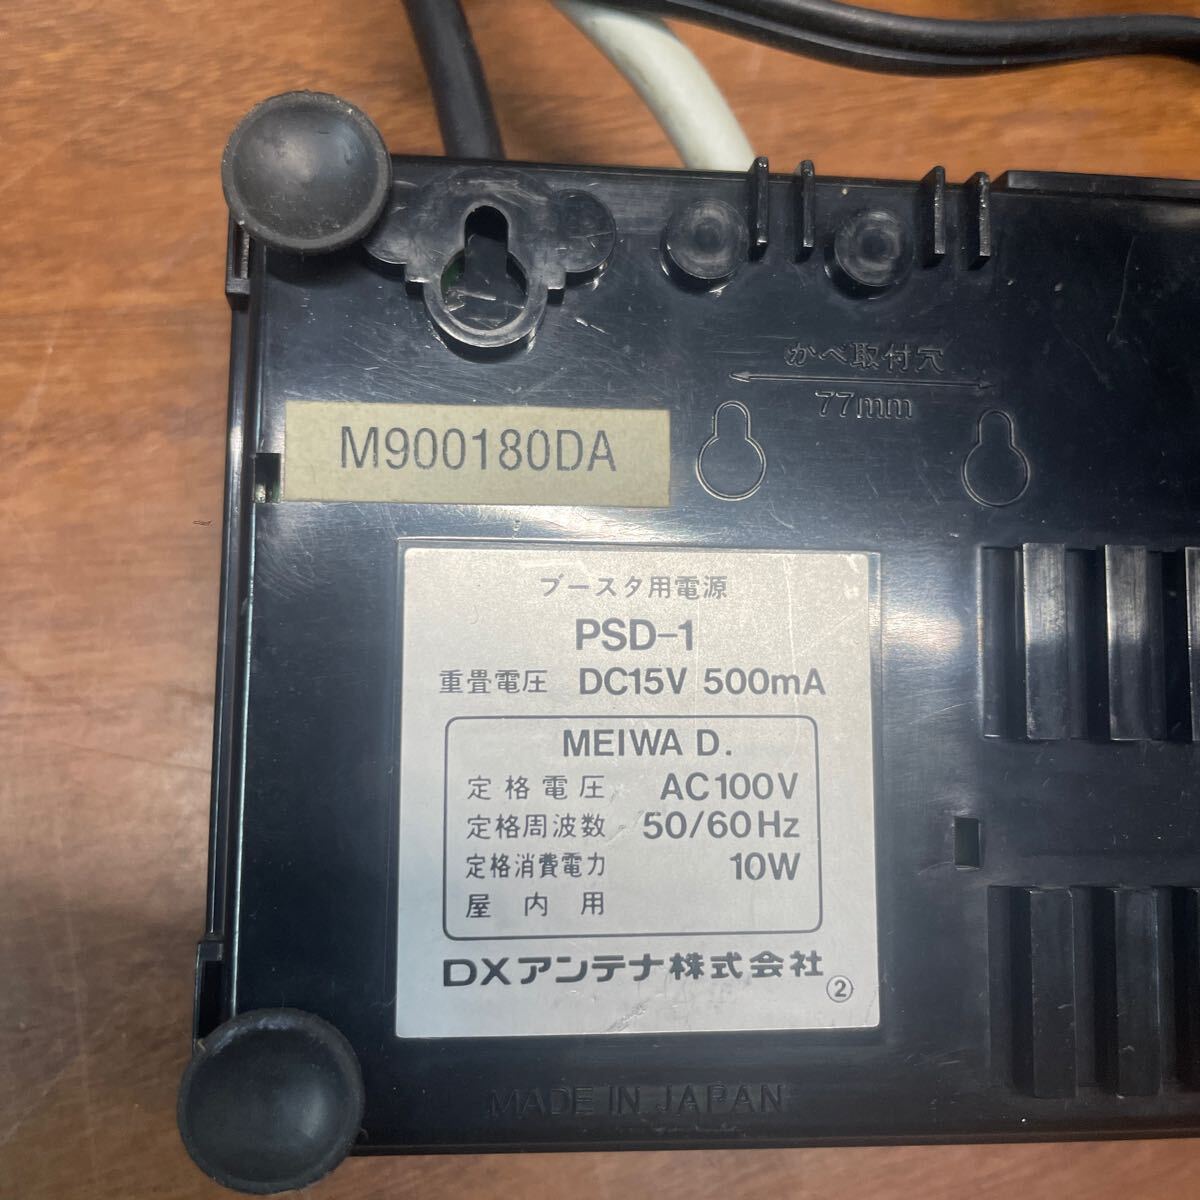 かべ取付穴
77mm
M900180DA
ブースタ用電源
PSD-1
重畳電圧 DC15V 500mA
MEIWA D.
定格電圧 AC100V
定格周波数 50/60Hz
定格消費電力 10W
屋内用
DXアンテナ株式会社
②
MADE IN JAPAN